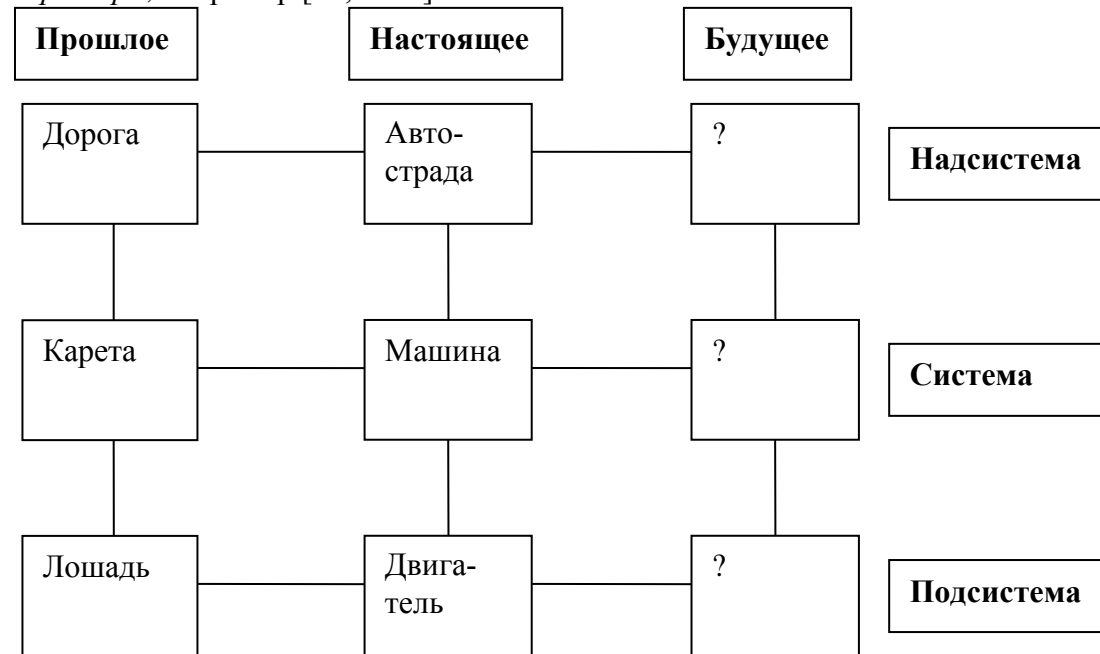 Прошлое Настоящее Будущее
Дорога Авто- ? Надсистема
страда
Карета Машина ? Система
Лошадь Двига- ? Подсистема
тель